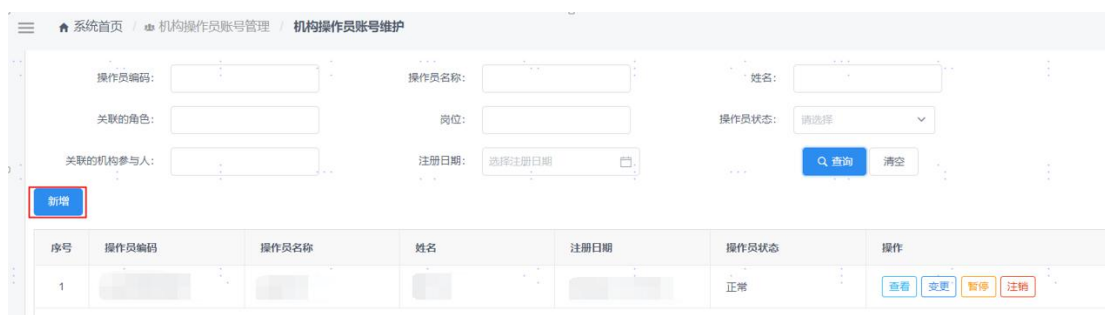 系统首页 / 机构操作员账号管理 / 机构操作员账号维护
操作员编码: 操作员名称: 姓名:
关联的角色: 岗位: 操作员状态: 请选择
关联的机构参与人: 注册日期: 选择注册日期 查询 清空
新增
序号 操作员编码 操作员名称 姓名 注册日期 操作员状态 操作
1 正常 查看 变更 暂停 注销